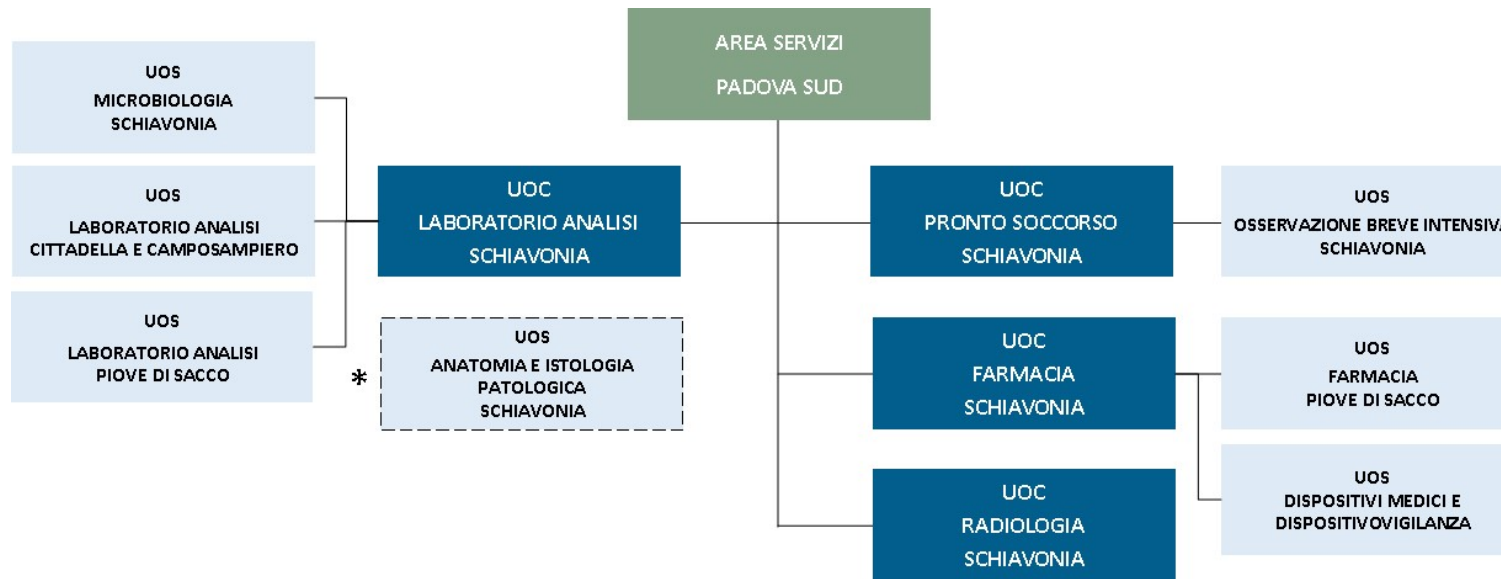 AREA SERVIZI
PADOVA SUD
UOS
MICROBIOLOGIA
SCHIAVONIA
UOS
LABORATORIO ANALISI
CITTADELLA E CAMPOSAMPIERO
UOS
LABORATORIO ANALISI
PIOVE DI SACCO
UOC
LABORATORIO ANALISI
SCHIAVONIA
*
UOS
ANATOMIA E ISTOLOGIA
PATOLOGICA
SCHIAVONIA
UOC
PRONTO SOCCORSO
SCHIAVONIA
UOS
OSSERVAZIONE BREVE INTENSIVA
SCHIAVONIA
UOC
FARMACIA
SCHIAVONIA
UOS
FARMACIA
PIOVE DI SACCO
UOS
DISPOSITIVI MEDICI E
DISPOSITIVOVIGILANZA
UOC
RADIOLOGIA
SCHIAVONIA